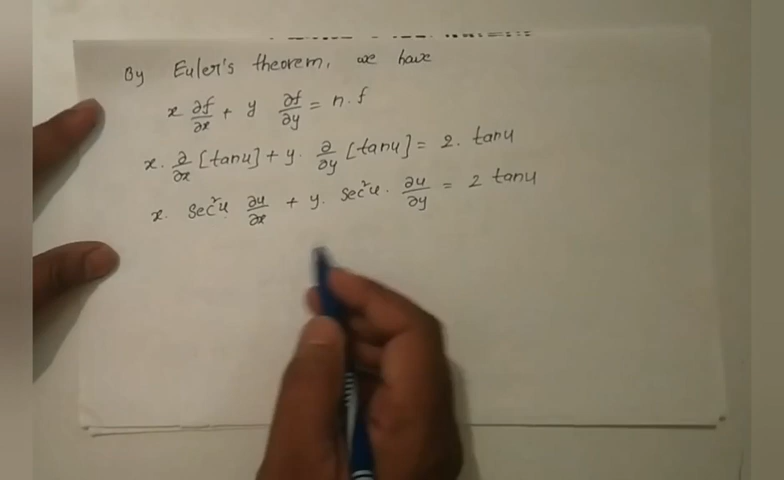 By Euler's theorem, we have
x ∂f/∂x + y ∂f/∂y = n.f
x. ∂/∂x [tanu] + y. ∂/∂y [tanu] = 2. tanu
x. sec²u ∂u/∂x + y. sec²u. ∂u/∂y = 2 tanu